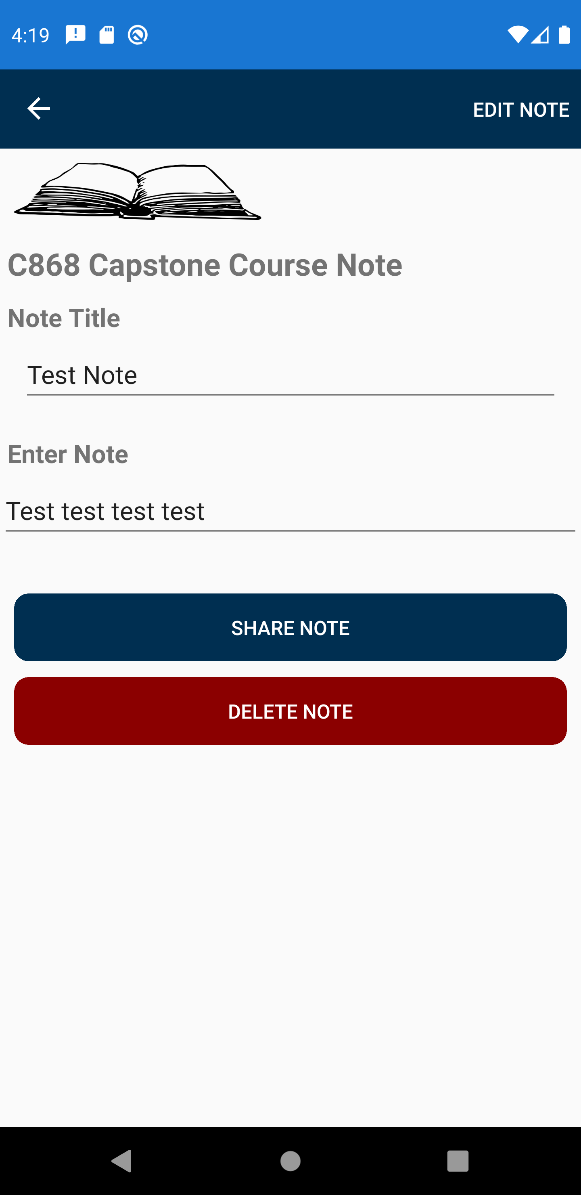 4:19
EDIT NOTE
C868 Capstone Course Note
Note Title
Test Note
Enter Note
Test test test test
SHARE NOTE
DELETE NOTE